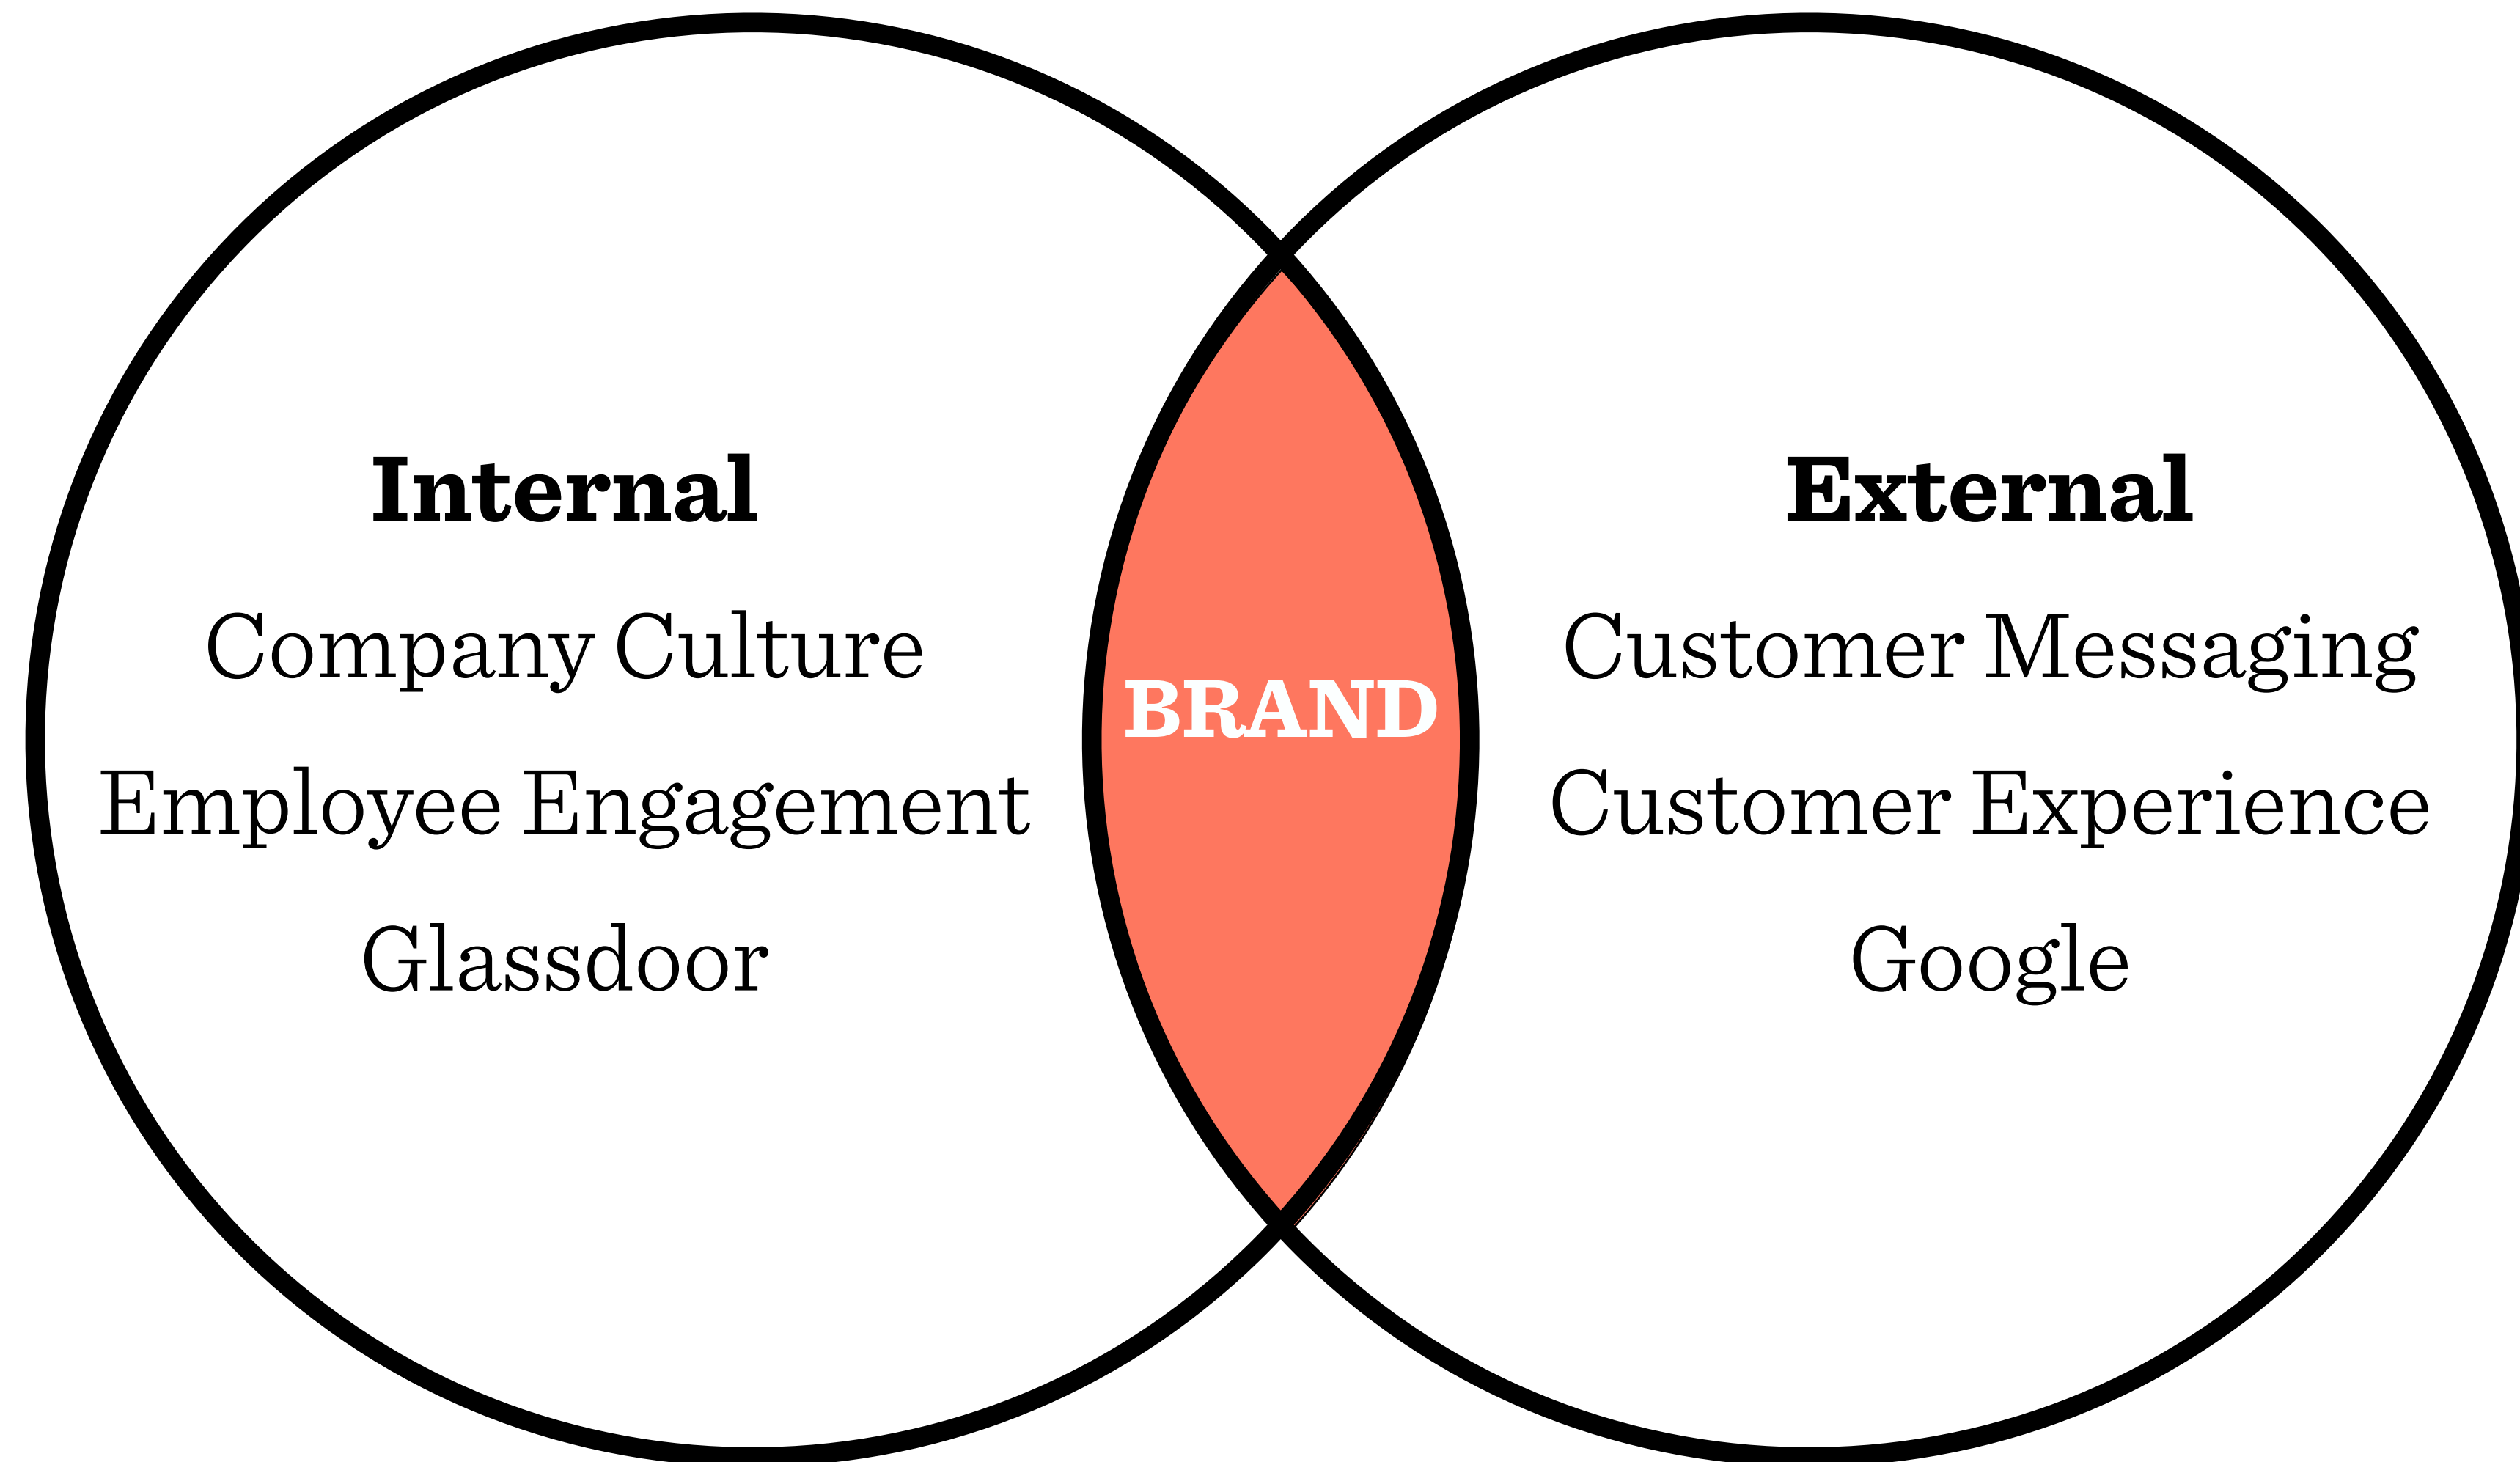 Internal
Company Culture
Employee Engagement
Glassdoor
BRAND
External
Customer Messaging
Customer Experience
Google